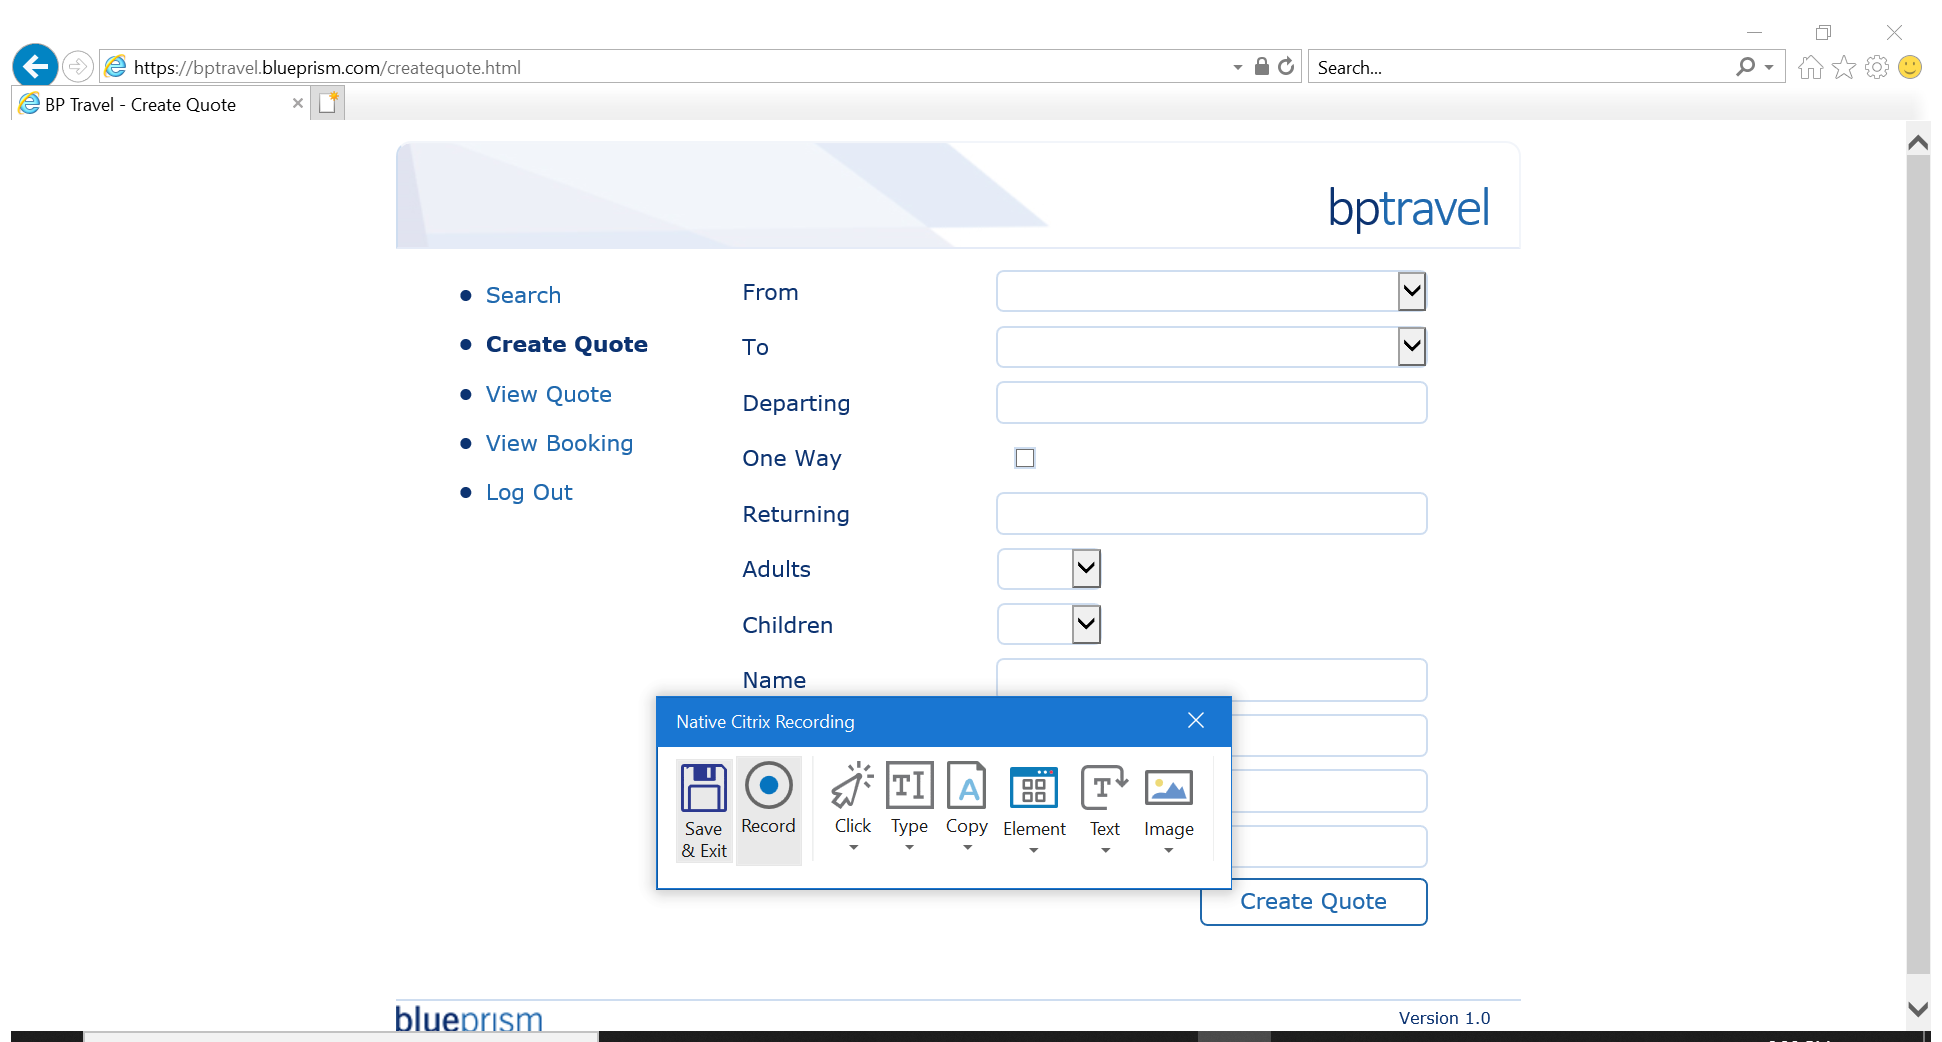 https://bptravel.blueprism.com/createquote.html
Search...
BP Travel - Create Quote
bptravel
Search
Create Quote
View Quote
View Booking
Log Out
From
To
Departing
One Way
Returning
Adults
Children
Name
Native Citrix Recording
Save & Exit
Record
Click
Type
Copy
Element
Text
Image
Create Quote
blueprism
Version 1.0